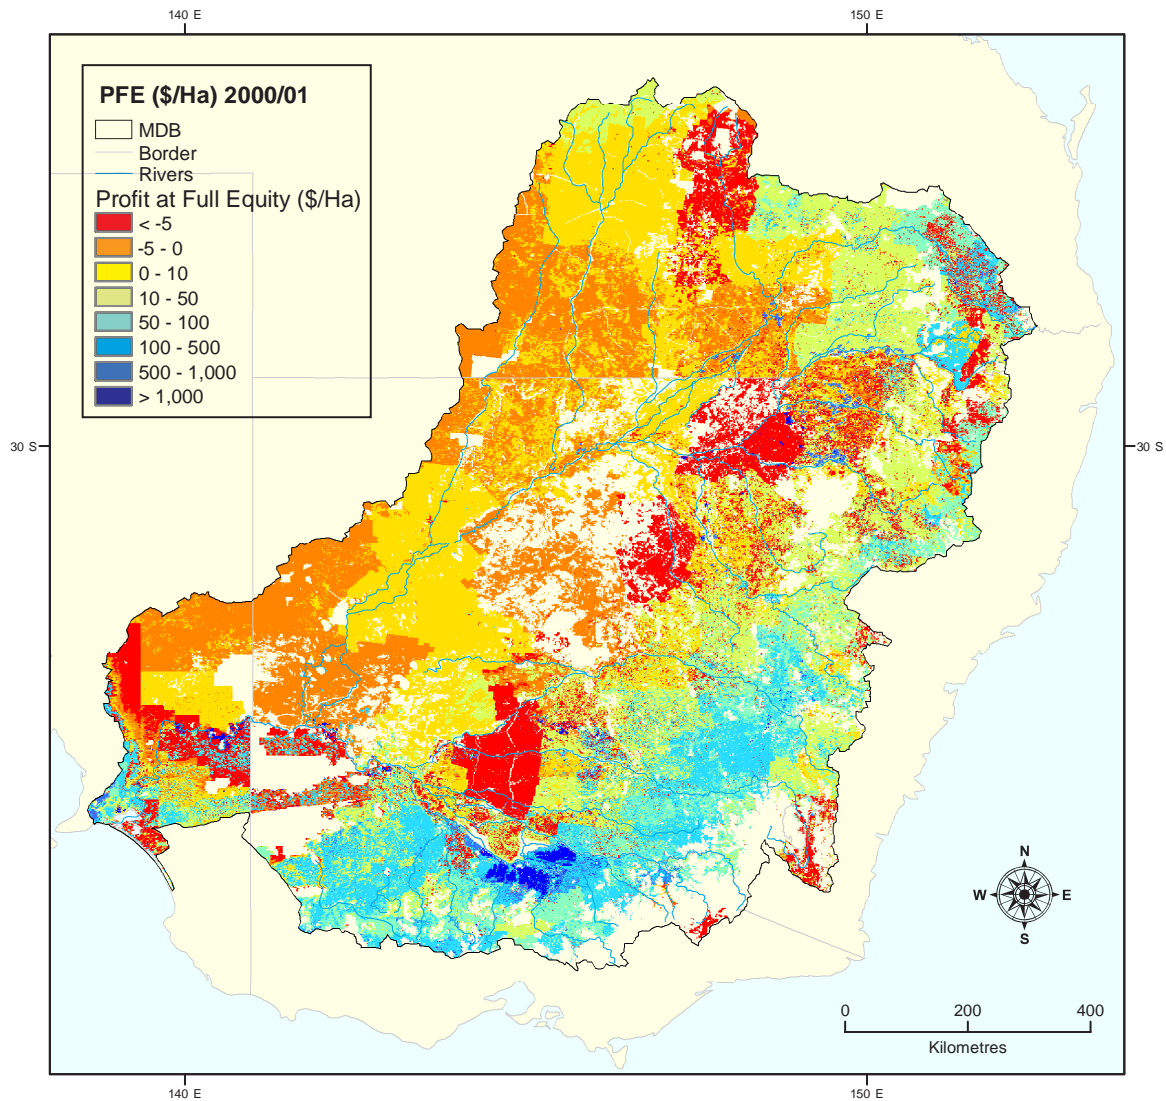 140 E 150 E
PFE ($/Ha) 2000/01
MDB
Border
Rivers
Profit at Full Equity ($/Ha)
< -5
-5 - 0
0 - 10
10 - 50
50 - 100
100 - 500
500 - 1,000
> 1,000
30 S 30 S
N
W E
S
0 200 400
Kilometres
140 E 150 E